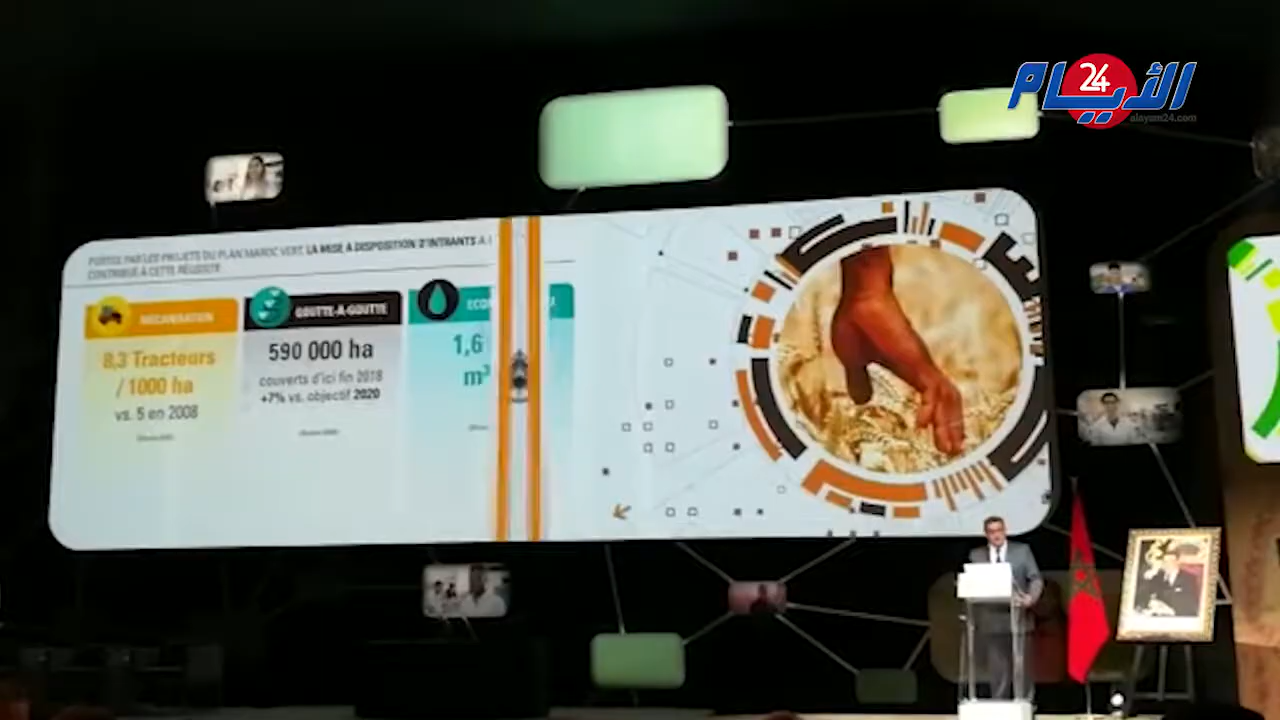 الأيام
24
alayam24.com
PORTÉE PAR LES PROJETS DU PLAN MAROC VERT, LA MISE À DISPOSITION D'INTRANTS A
CONTRIBUÉ À CETTE RÉUSSITE
MÉCANISATION
8,3 Tracteurs
/ 1000 ha
vs. 5 en 2008
GOUTTE-À-GOUTTE
590 000 ha
couverts d'ici fin 2018
+7% vs. objectif 2020
1,6
m³